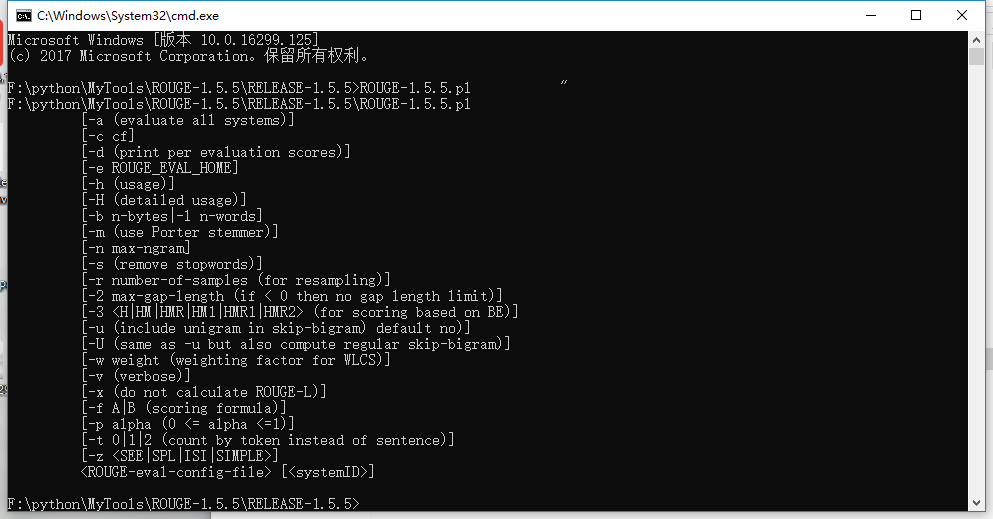 C:\Windows\System32\cmd.exe
Microsoft Windows [版本 10.0.16299.125]
(c) 2017 Microsoft Corporation。保留所有权利。
F:\python\MyTools\ROUGE-1.5.5\RELEASE-1.5.5>ROUGE-1.5.5.pl
F:\python\MyTools\ROUGE-1.5.5\RELEASE-1.5.5\ROUGE-1.5.5.pl
[-a (evaluate all systems)]
[-c cf]
[-d (print per evaluation scores)]
[-e ROUGE_EVAL_HOME]
[-h (usage)]
[-H (detailed usage)]
[-b n-bytes|-l n-words]
[-m (use Porter stemmer)]
[-n max-ngram]
[-s (remove stopwords)]
[-r number-of-samples (for resampling)]
[-2 max-gap-length (if < 0 then no gap length limit)]
[-3 <H|HM|HMR|HM1|HMR1|HMR2> (for scoring based on BE)]
[-u (include unigram in skip-bigram) default no)]
[-U (same as -u but also compute regular skip-bigram)]
[-w weight (weighting factor for WLCS)]
[-v (verbose)]
[-x (do not calculate ROUGE-L)]
[-f A|B (scoring formula)]
[-p alpha (0 <= alpha <=1)]
[-t 0|1|2 (count by token instead of sentence)]
[-z <SEE|SPL|ISI|SIMPLE>]
<ROUGE-eval-config-file> [<systemID>]
F:\python\MyTools\ROUGE-1.5.5\RELEASE-1.5.5>